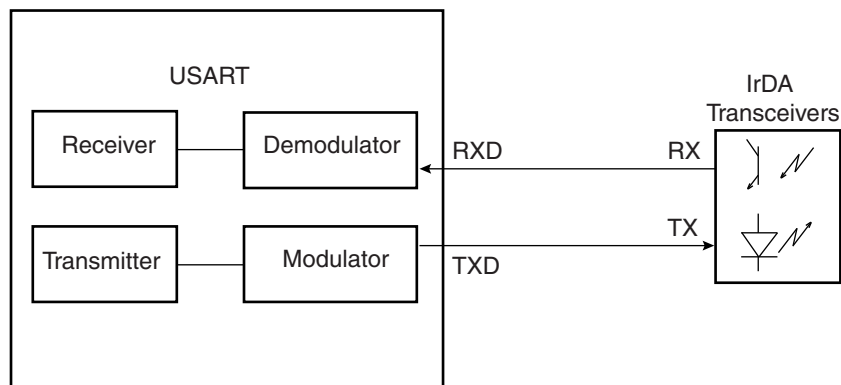 USART
IrDA
Transceivers
Receiver
Demodulator
RXD
RX
Transmitter
Modulator
TXD
TX